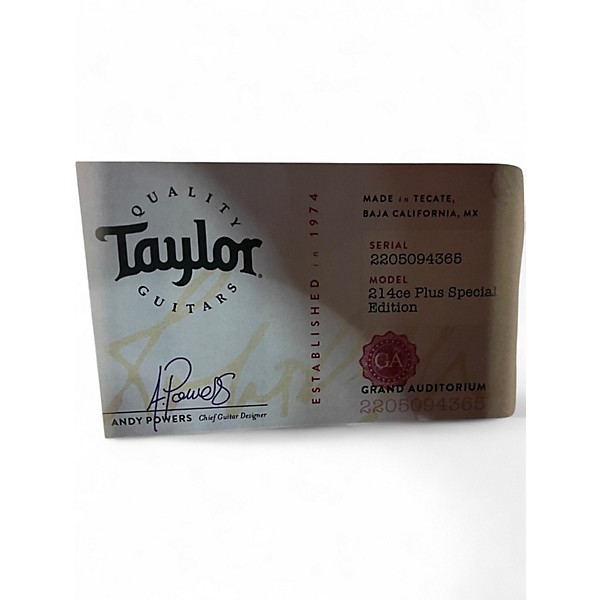 QUALITY
Taylor
GUITARS
ESTABLISHED in 1974
A. Powers
ANDY POWERS Chief Guitar Designer
MADE in TECATE,
BAJA CALIFORNIA, MX
SERIAL
2205094365
MODEL
214ce Plus Special
Edition
GA
GRAND AUDITORIUM
2205094365